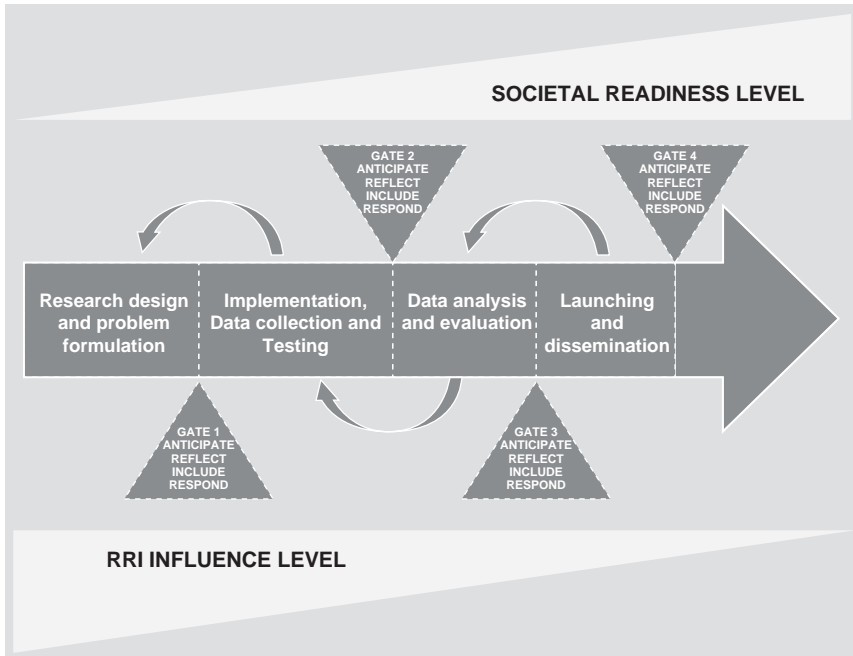 SOCIETAL READINESS LEVEL
GATE 2
ANTICIPATE
REFLECT
INCLUDE
RESPOND
GATE 4
ANTICIPATE
REFLECT
INCLUDE
RESPOND
Research design
and problem
formulation
Implementation,
Data collection and
Testing
Data analysis
and evaluation
Launching
and
dissemination
GATE 1
ANTICIPATE
REFLECT
INCLUDE
RESPOND
GATE 3
ANTICIPATE
REFLECT
INCLUDE
RESPOND
RRI INFLUENCE LEVEL